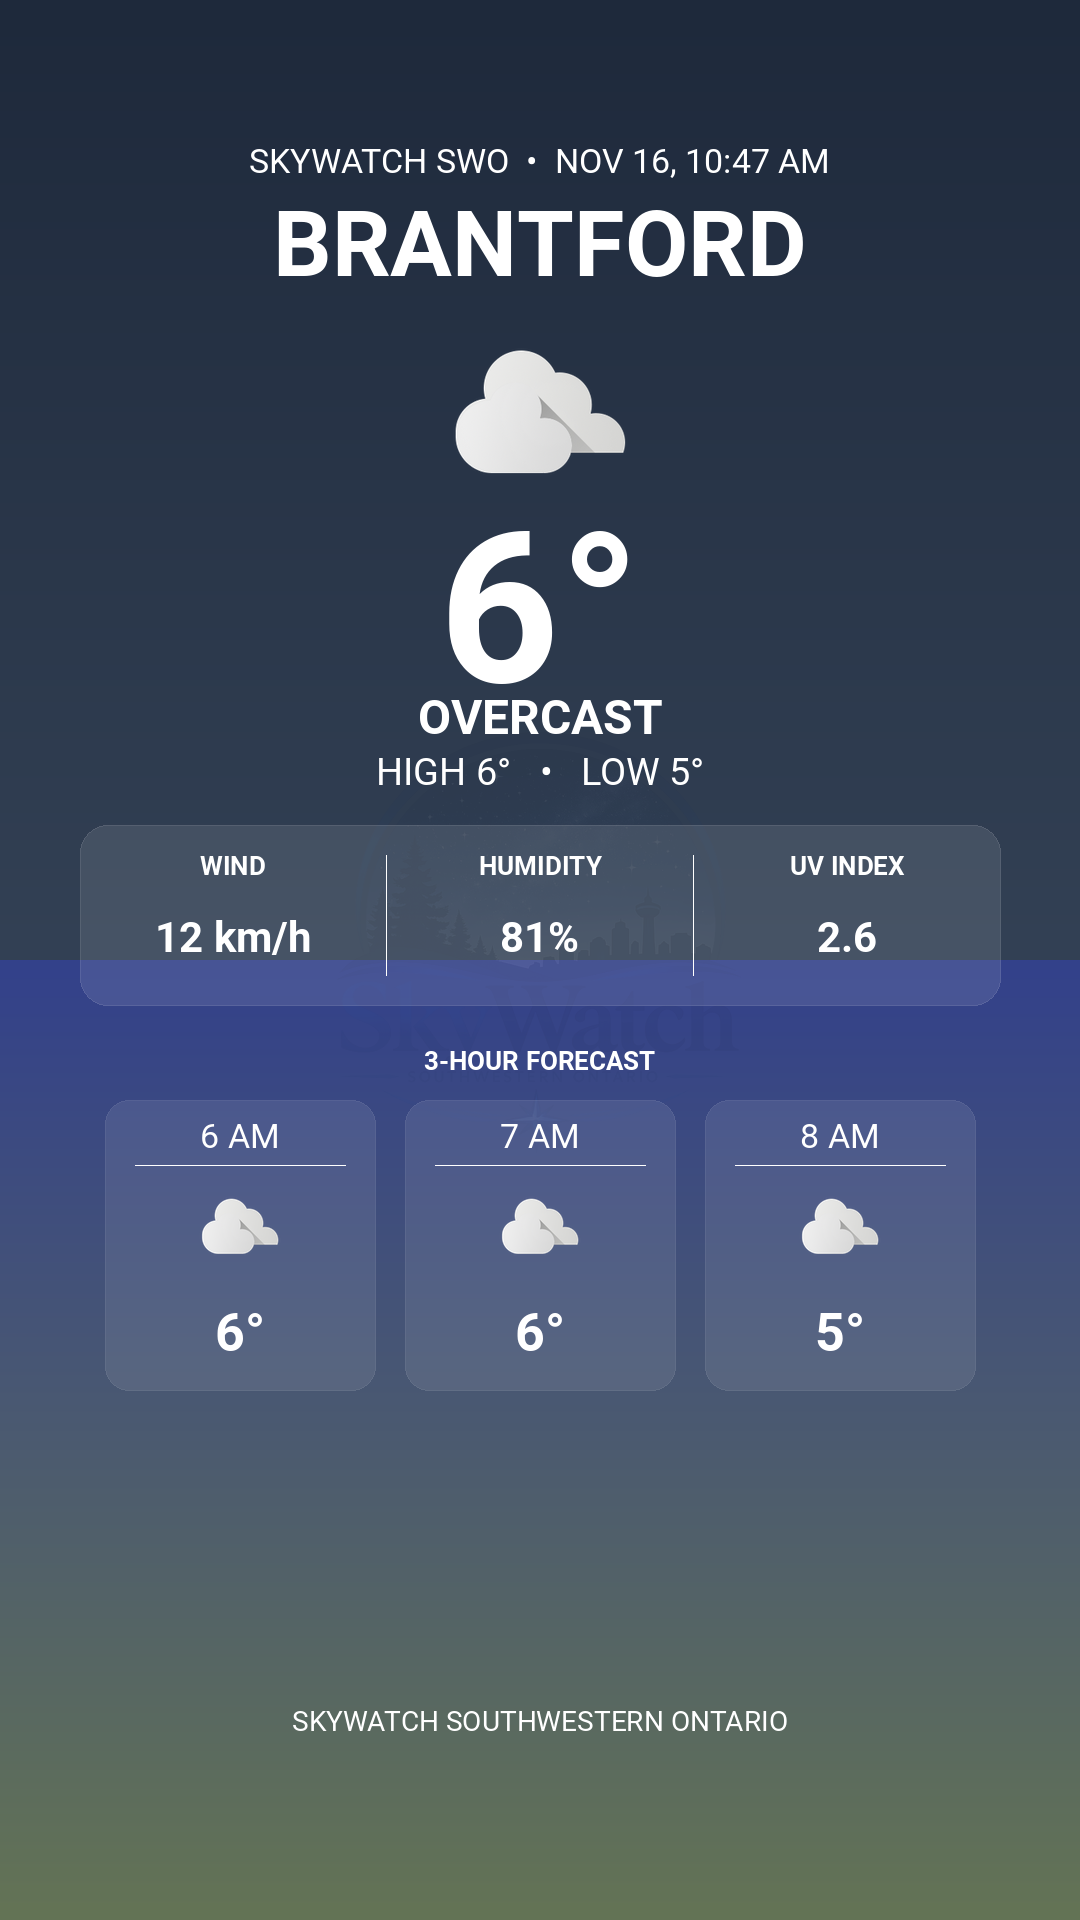 SKYWATCH SWO • NOV 16, 10:47 AM
BRANTFORD
6°
OVERCAST
HIGH 6° • LOW 5°
WIND HUMIDITY UV INDEX
12 km/h 81% 2.6
SkyWatch
3-HOUR FORECAST
6 AM 7 AM 8 AM
6° 6° 5°
SKYWATCH SOUTHWESTERN ONTARIO